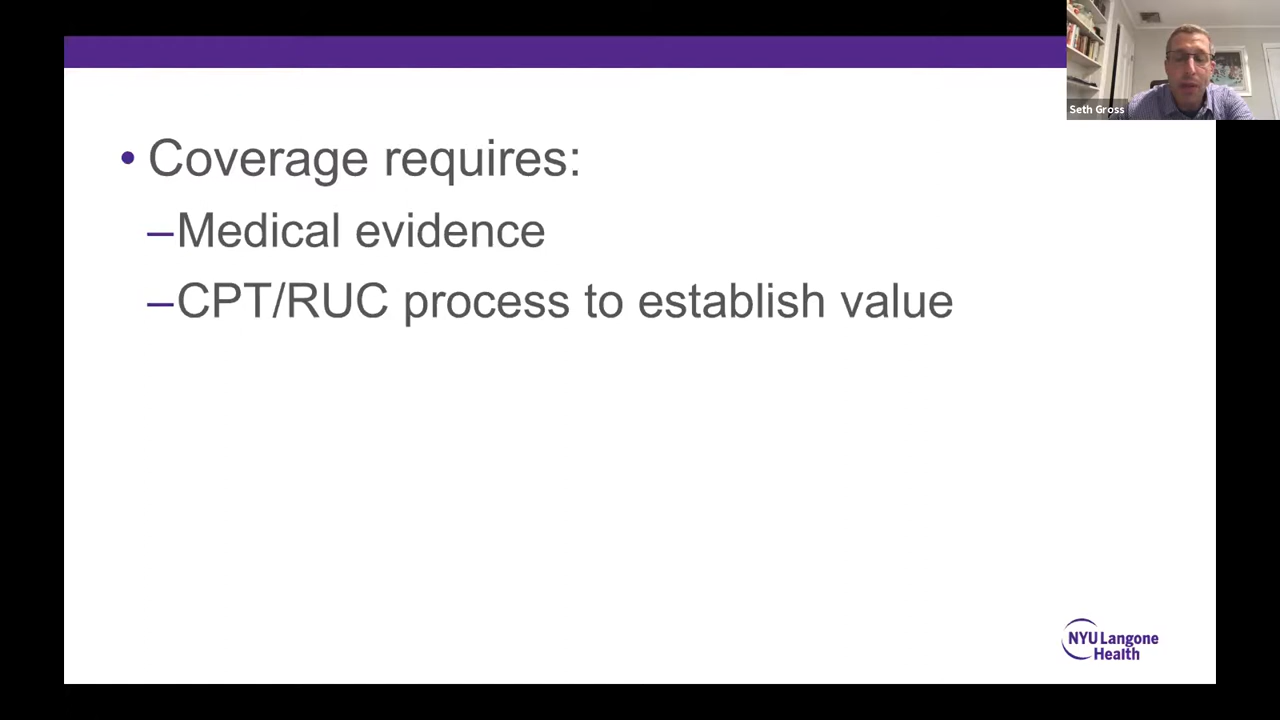 Seth Gross
• Coverage requires:
–Medical evidence
–CPT/RUC process to establish value
NYU Langone
Health